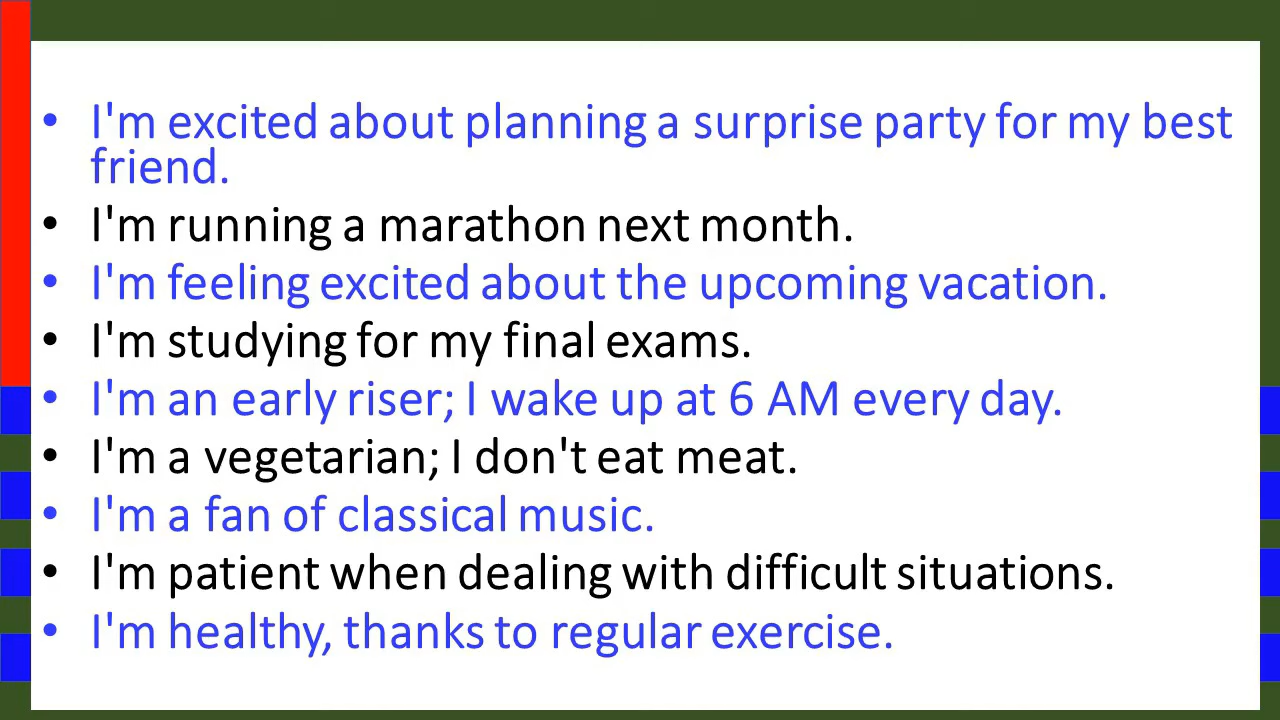 • I'm excited about planning a surprise party for my best
friend.
• I'm running a marathon next month.
• I'm feeling excited about the upcoming vacation.
• I'm studying for my final exams.
• I'm an early riser; I wake up at 6 AM every day.
• I'm a vegetarian; I don't eat meat.
• I'm a fan of classical music.
• I'm patient when dealing with difficult situations.
• I'm healthy, thanks to regular exercise.